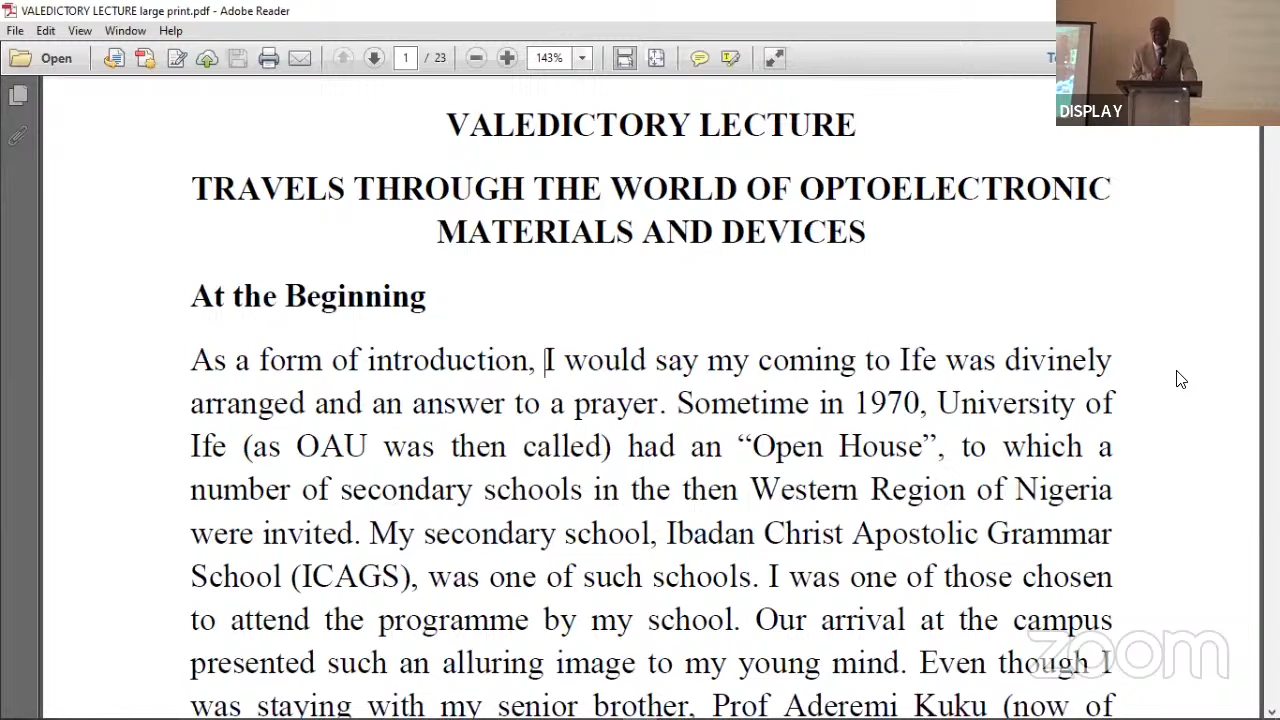 VALEDICTORY LECTURE large print.pdf - Adobe Reader
File Edit View Window Help
Open 1 / 23 143%
DISPLAY
VALEDICTORY LECTURE
TRAVELS THROUGH THE WORLD OF OPTOELECTRONIC
MATERIALS AND DEVICES
At the Beginning
As a form of introduction, I would say my coming to Ife was divinely
arranged and an answer to a prayer. Sometime in 1970, University of
Ife (as OAU was then called) had an “Open House”, to which a
number of secondary schools in the then Western Region of Nigeria
were invited. My secondary school, Ibadan Christ Apostolic Grammar
School (ICAGS), was one of such schools. I was one of those chosen
to attend the programme by my school. Our arrival at the campus
presented such an alluring image to my young mind. Even though I
was staying with my senior brother, Prof Aderemi Kuku (now of
zoom